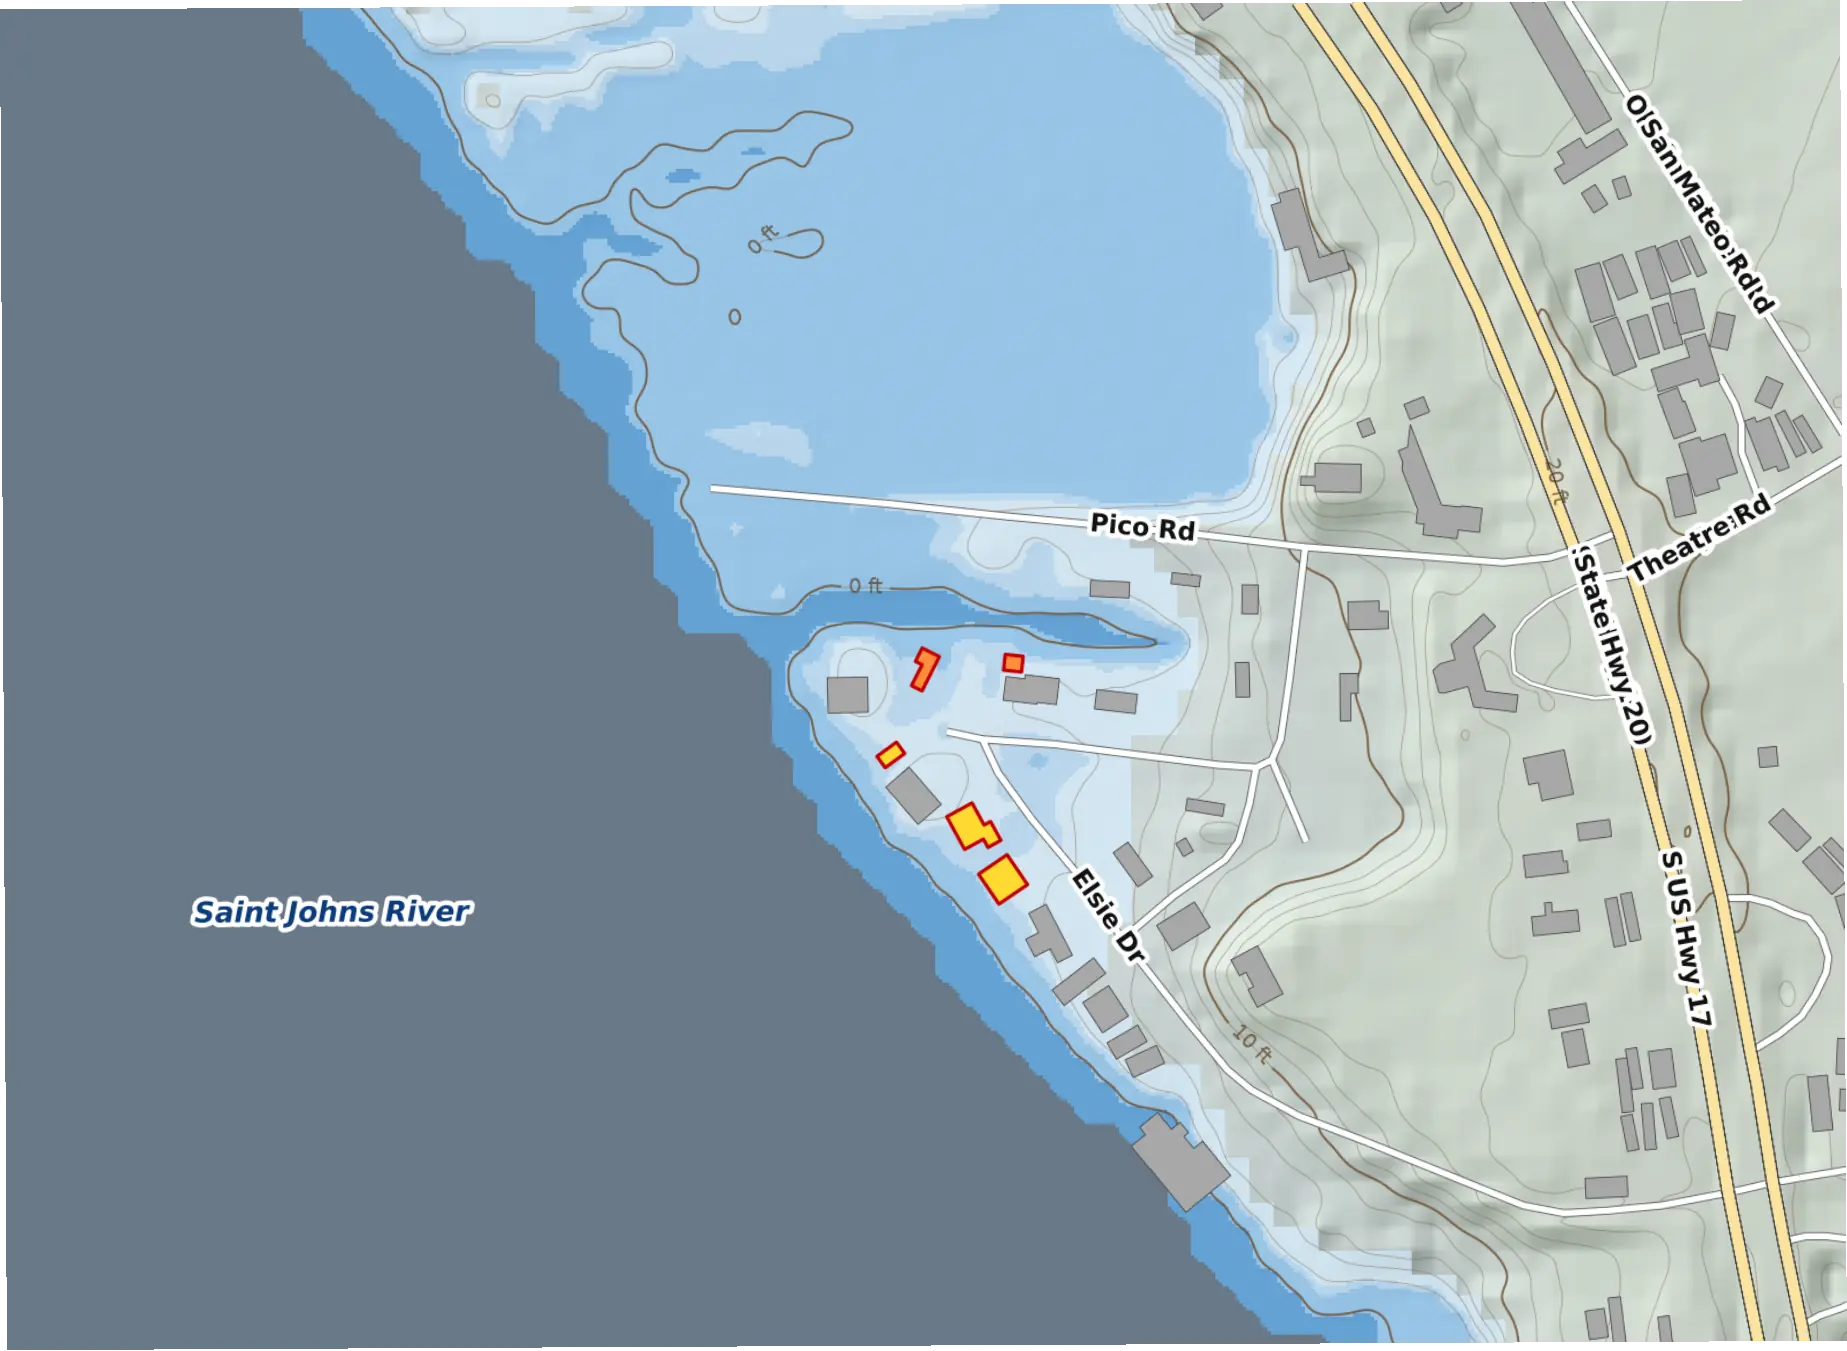 Ol San Mateo Rd
0 ft
20 ft
Pico Rd
Theatre Rd
0 ft
(State Hwy 20)
Elsie Dr
S US Hwy 17
Saint Johns River
10 ft